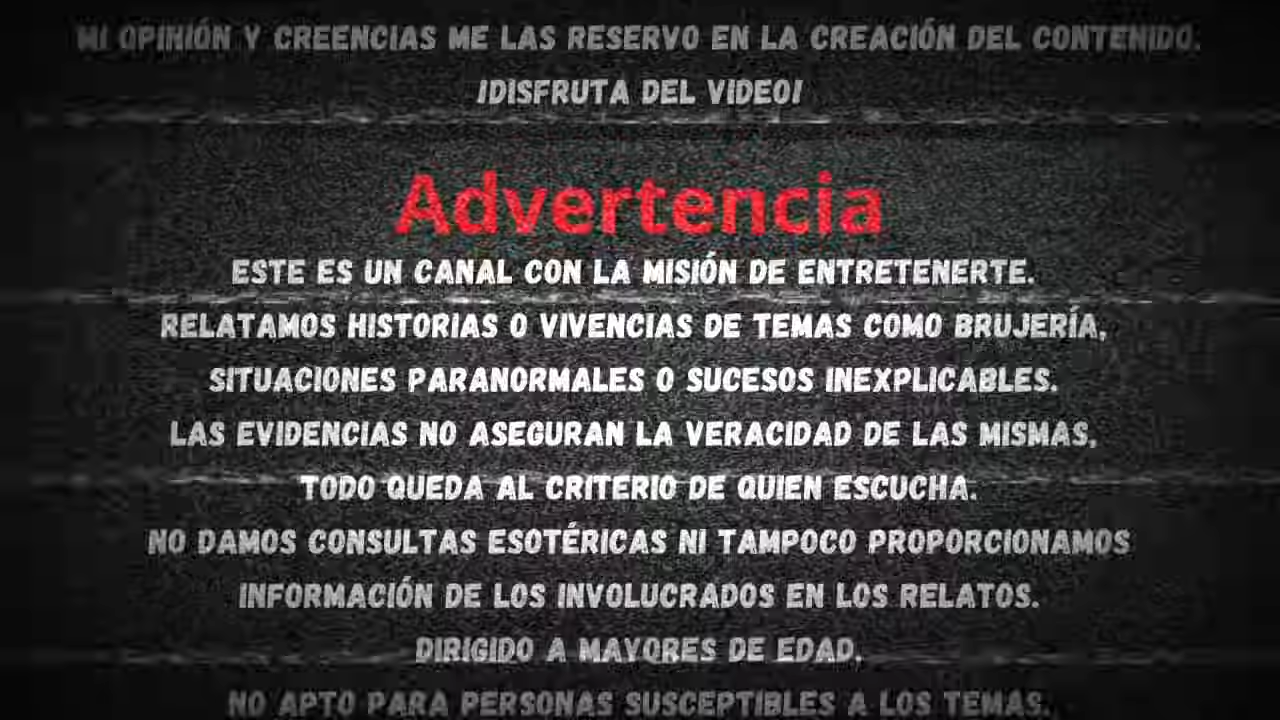 MI OPINIÓN Y CREENCIAS ME LAS RESERVO EN LA CREACIÓN DEL CONTENIDO.
¡DISFRUTA DEL VIDEO!
Advertencia
ESTE ES UN CANAL CON LA MISIÓN DE ENTRETENERTE.
RELATAMOS HISTORIAS O VIVENCIAS DE TEMAS COMO BRUJERÍA,
SITUACIONES PARANORMALES O SUCESOS INEXPLICABLES.
LAS EVIDENCIAS NO ASEGURAN LA VERACIDAD DE LAS MISMAS,
TODO QUEDA AL CRITERIO DE QUIEN ESCUCHA.
NO DAMOS CONSULTAS ESOTÉRICAS NI TAMPOCO PROPORCIONAMOS
INFORMACIÓN DE LOS INVOLUCRADOS EN LOS RELATOS.
DIRIGIDO A MAYORES DE EDAD,
NO APTO PARA PERSONAS SUSCEPTIBLES A LOS TEMAS.